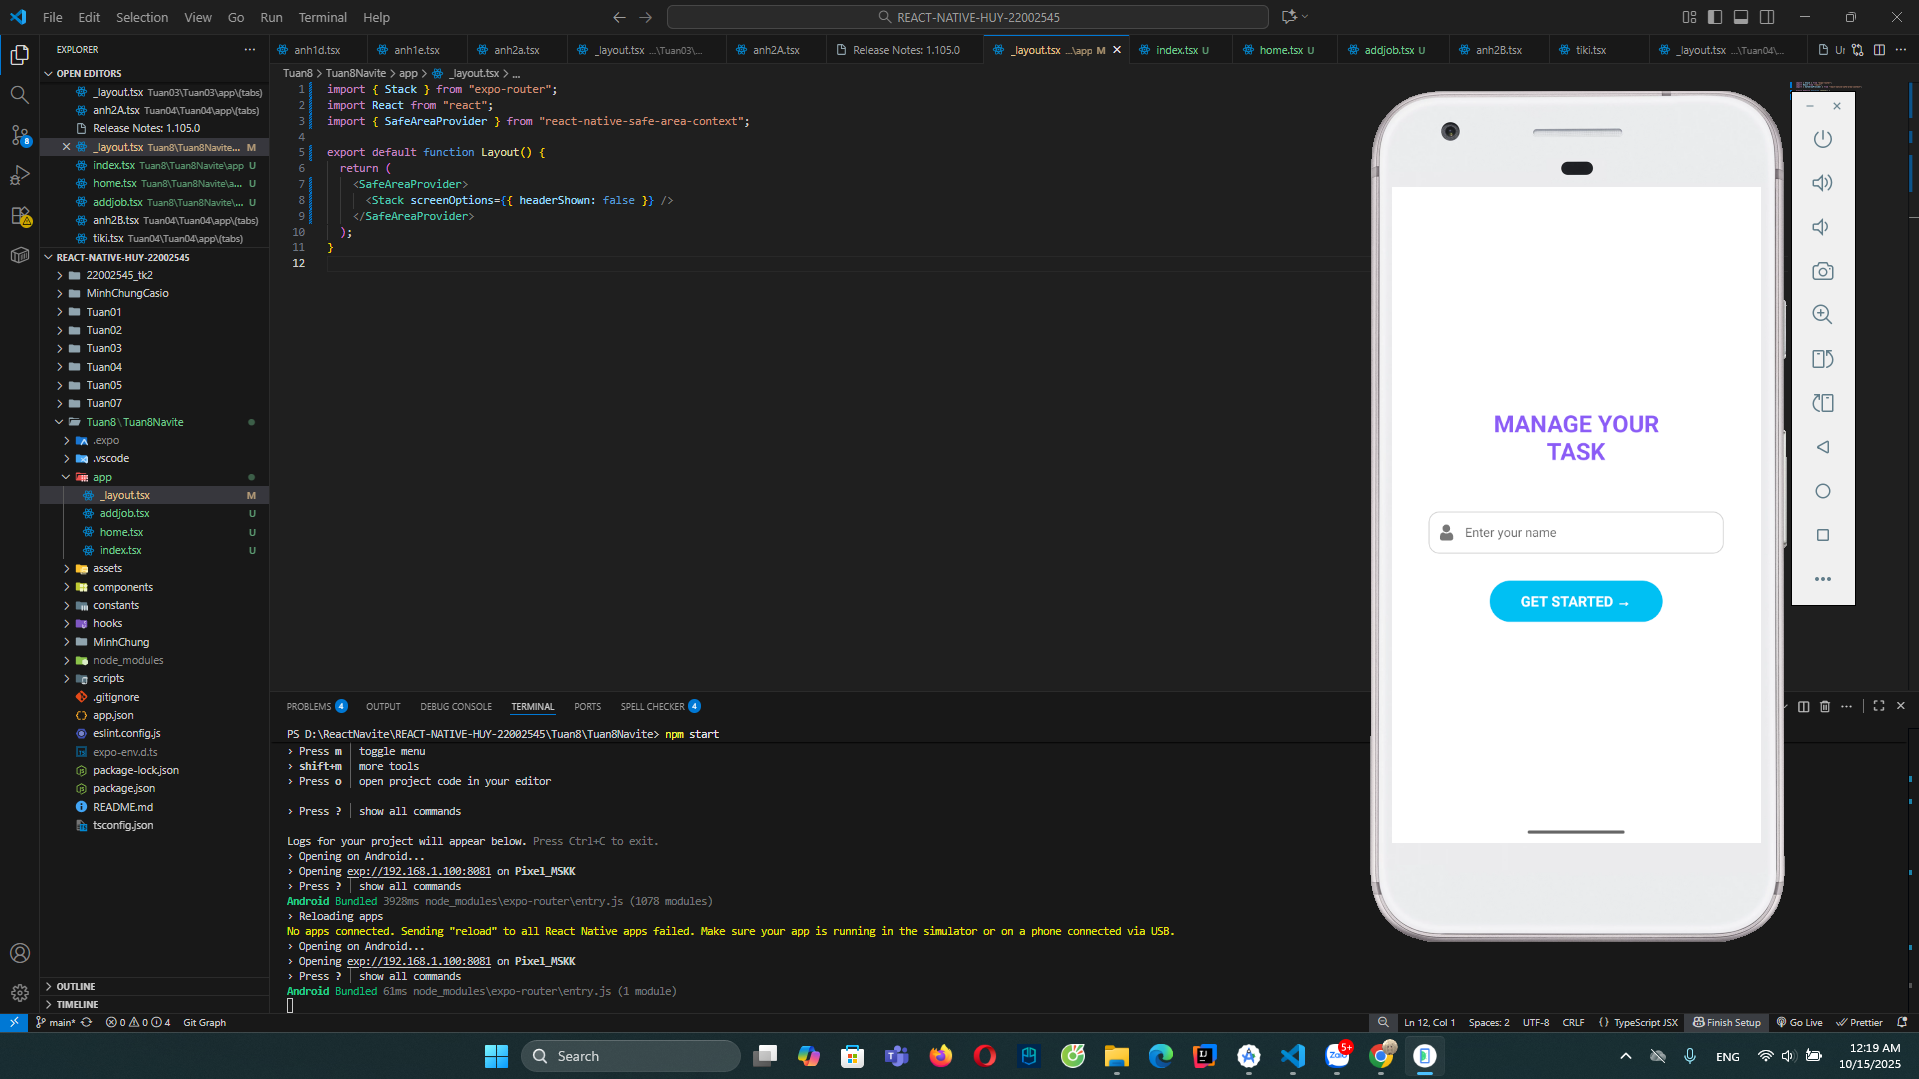 File Edit Selection View Go Run Terminal Help
REACT-NATIVE-HUY-22002545
EXPLORER
OPEN EDITORS
_layout.tsx Tuan03\Tuan03\app\(tabs)
anh2A.tsx Tuan04\Tuan04\app\(tabs)
Release Notes: 1.105.0
_layout.tsx Tuan8\Tuan8Navite... M
index.tsx Tuan8\Tuan8Navite\app U
home.tsx Tuan8\Tuan8Navite\a... U
addjob.tsx Tuan8\Tuan8Navite\... U
anh2B.tsx Tuan04\Tuan04\app\(tabs)
tiki.tsx Tuan04\Tuan04\app\(tabs)
REACT-NATIVE-HUY-22002545
22002545_tk2
MinhChungCasio
Tuan01
Tuan02
Tuan03
Tuan04
Tuan05
Tuan07
Tuan8\Tuan8Navite
.expo
.vscode
app
_layout.tsx M
addjob.tsx U
home.tsx U
index.tsx U
assets
components
constants
hooks
MinhChung
node_modules
scripts
.gitignore
app.json
eslint.config.js
expo-env.d.ts
package-lock.json
package.json
README.md
tsconfig.json
OUTLINE
TIMELINE
anh1d.tsx anh1e.tsx anh2a.tsx _layout.tsx ...\Tuan03\... anh2A.tsx Release Notes: 1.105.0 _layout.tsx ...\app M index.tsx U home.tsx U addjob.tsx U anh2B.tsx tiki.tsx _layout.tsx ...\Tuan04\... Ur
Tuan8 > Tuan8Navite > app > _layout.tsx > ...
1 import { Stack } from "expo-router";
2 import React from "react";
3 import { SafeAreaProvider } from "react-native-safe-area-context";
4
5 export default function Layout() {
6 return (
7 <SafeAreaProvider>
8 <Stack screenOptions={{ headerShown: false }} />
9 </SafeAreaProvider>
10 );
11 }
12
MANAGE YOUR
TASK
Enter your name
GET STARTED →
PROBLEMS 4 OUTPUT DEBUG CONSOLE TERMINAL PORTS SPELL CHECKER 4
PS D:\ReactNavite\REACT-NATIVE-HUY-22002545\Tuan8\Tuan8Navite> npm start
› Press m │ toggle menu
› shift+m │ more tools
› Press o │ open project code in your editor
› Press ? │ show all commands
Logs for your project will appear below. Press Ctrl+C to exit.
› Opening on Android...
› Opening exp://192.168.1.100:8081 on Pixel_MSKK
› Press ? │ show all commands
Android Bundled 3928ms node_modules\expo-router\entry.js (1078 modules)
› Reloading apps
No apps connected. Sending "reload" to all React Native apps failed. Make sure your app is running in the simulator or on a phone connected via USB.
› Opening on Android...
› Opening exp://192.168.1.100:8081 on Pixel_MSKK
› Press ? │ show all commands
Android Bundled 61ms node_modules\expo-router\entry.js (1 module)
main* 0 0 4 Git Graph
Ln 12, Col 1 Spaces: 2 UTF-8 CRLF {} TypeScript JSX Finish Setup Go Live Prettier
Search
5+
Zalo
ENG
12:19 AM
10/15/2025